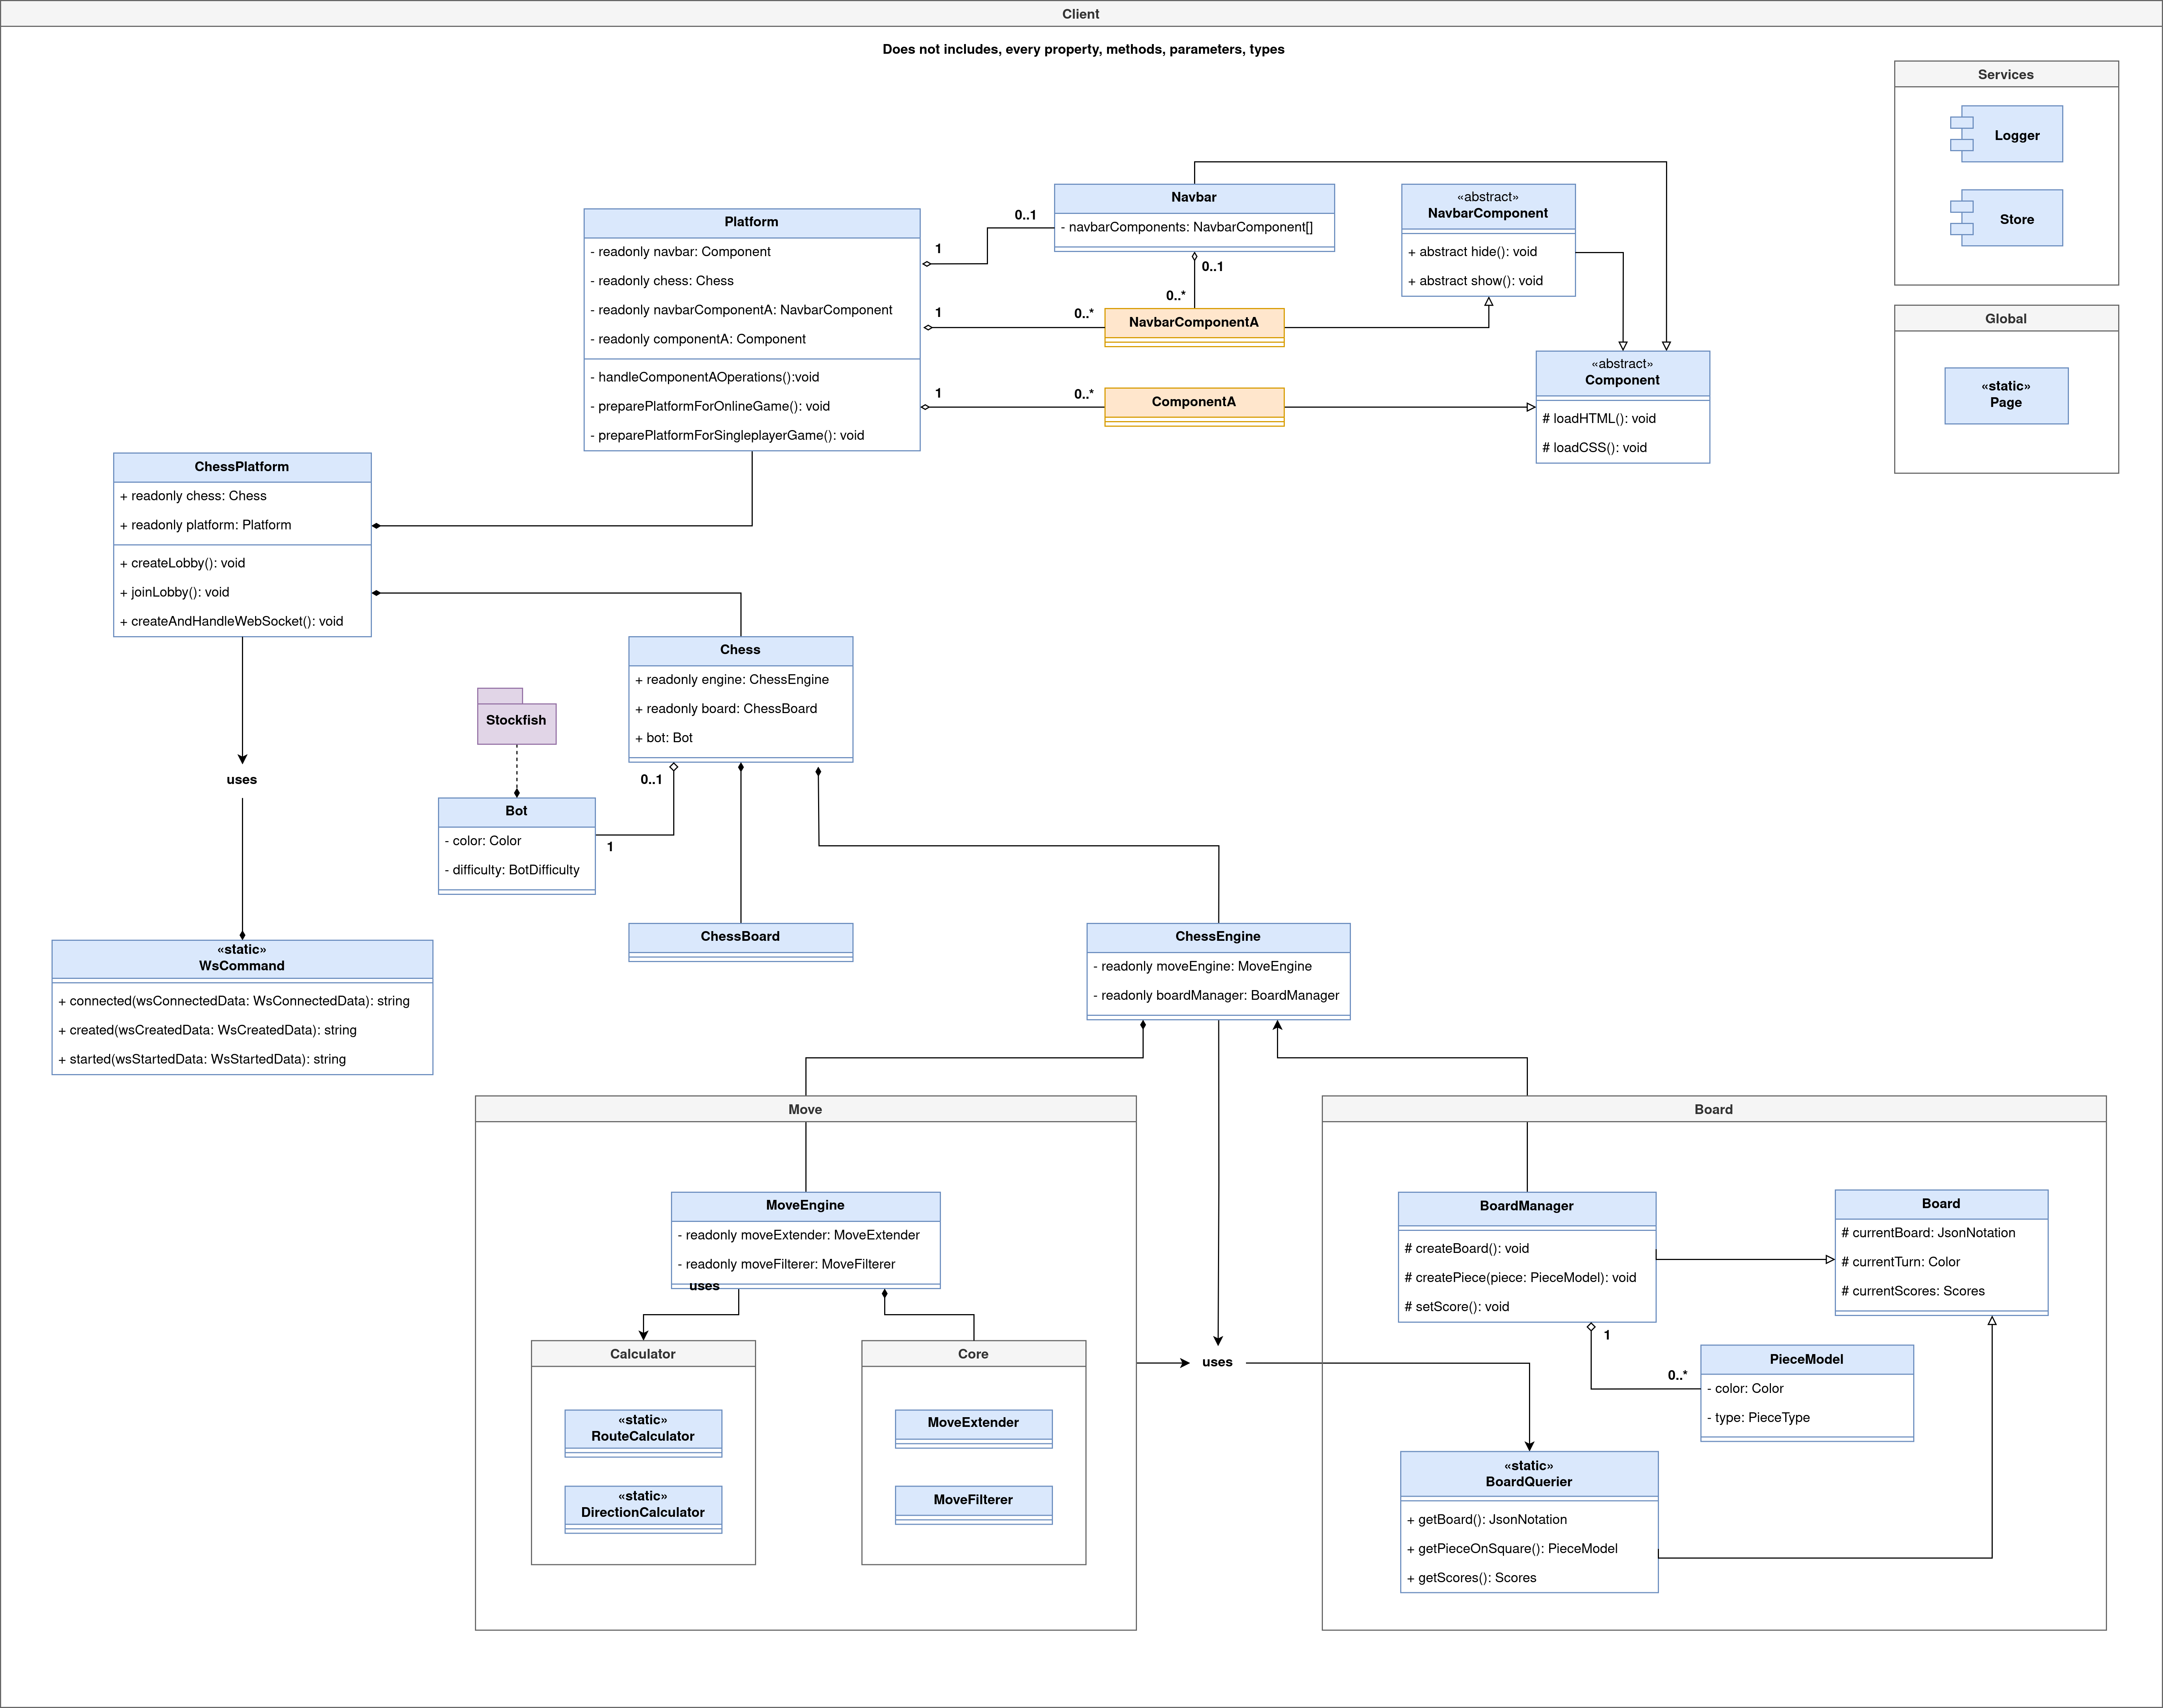 Client
Does not includes, every property, methods, parameters, types
Services
Logger
Store
Global
«static»
Page
Platform
- readonly navbar: Component
- readonly chess: Chess
- readonly navbarComponentA: NavbarComponent
- readonly componentA: Component
- handleComponentAOperations():void
- preparePlatformForOnlineGame(): void
- preparePlatformForSingleplayerGame(): void
1
0..1
1
0..*
1
0..*
Navbar
- navbarComponents: NavbarComponent[]
0..1
0..*
NavbarComponentA
ComponentA
«abstract»
NavbarComponent
+ abstract hide(): void
+ abstract show(): void
«abstract»
Component
# loadHTML(): void
# loadCSS(): void
ChessPlatform
+ readonly chess: Chess
+ readonly platform: Platform
+ createLobby(): void
+ joinLobby(): void
+ createAndHandleWebSocket(): void
uses
«static»
WsCommand
+ connected(wsConnectedData: WsConnectedData): string
+ created(wsCreatedData: WsCreatedData): string
+ started(wsStartedData: WsStartedData): string
Chess
+ readonly engine: ChessEngine
+ readonly board: ChessBoard
+ bot: Bot
0..1
1
Stockfish
Bot
- color: Color
- difficulty: BotDifficulty
ChessBoard
ChessEngine
- readonly moveEngine: MoveEngine
- readonly boardManager: BoardManager
Move
MoveEngine
- readonly moveExtender: MoveExtender
- readonly moveFilterer: MoveFilterer
uses
Calculator
«static»
RouteCalculator
«static»
DirectionCalculator
Core
MoveExtender
MoveFilterer
uses
Board
BoardManager
# createBoard(): void
# createPiece(piece: PieceModel): void
# setScore(): void
Board
# currentBoard: JsonNotation
# currentTurn: Color
# currentScores: Scores
1
0..*
PieceModel
- color: Color
- type: PieceType
«static»
BoardQuerier
+ getBoard(): JsonNotation
+ getPieceOnSquare(): PieceModel
+ getScores(): Scores